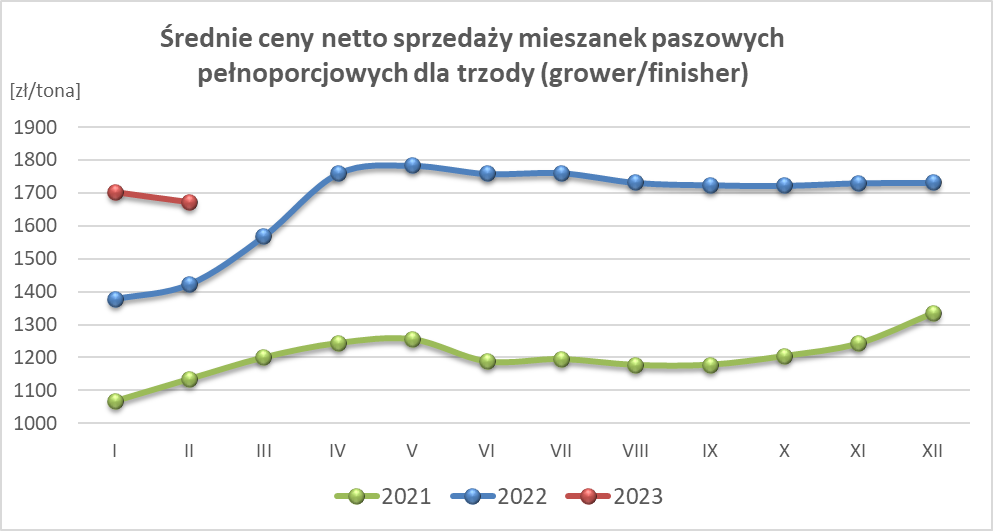 Średnie ceny netto sprzedaży mieszanek paszowych
pełnoporcjowych dla trzody (grower/finisher)
[zł/tona]
1900
1800
1700
1600
1500
1400
1300
1200
1100
1000
I II III IV V VI VII VIII IX X XI XII
2021 2022 2023